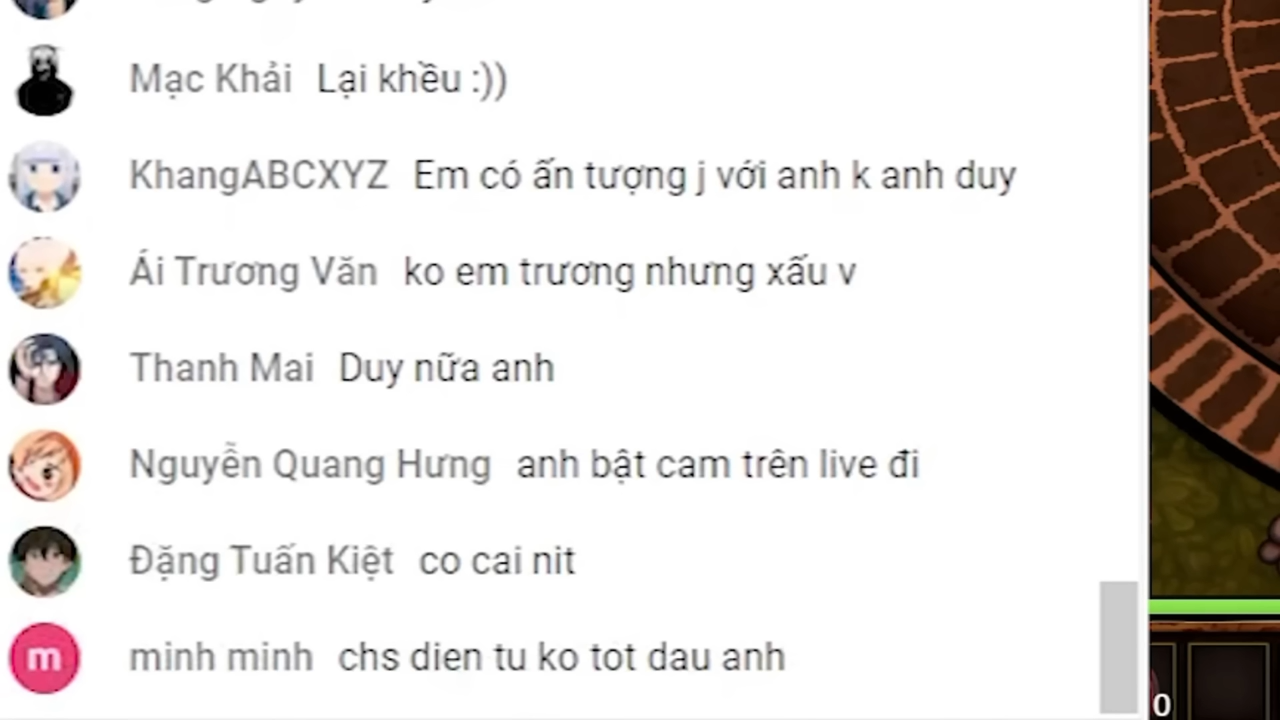 Mạc Khải Lại khều :))
KhangABCXYZ Em có ấn tượng j với anh k anh duy
Ái Trương Văn ko em trương nhưng xấu v
Thanh Mai Duy nữa anh
Nguyễn Quang Hưng anh bật cam trên live đi
Đặng Tuấn Kiệt co cai nit
m minh minh chs dien tu ko tot dau anh
0